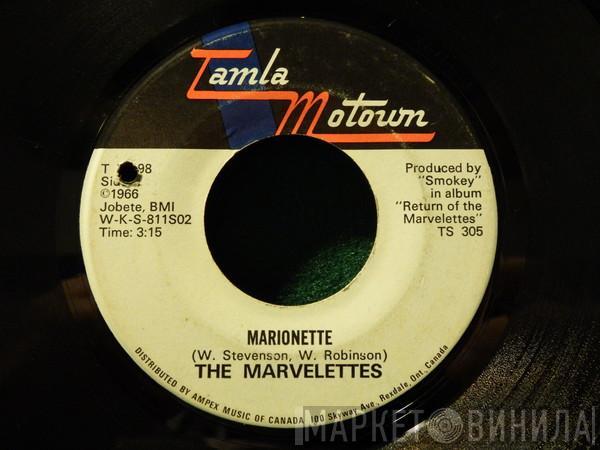 Tamla
Motown
T 98
©1966
Jobete, BMI
W-K-S-811S02
Time: 3:15
Produced by
"Smokey"
in album
"Return of the
Marvelettes"
TS 305
MARIONETTE
(W. Stevenson, W. Robinson)
THE MARVELETTES
DISTRIBUTED BY AMPEX MUSIC OF CANADA 100 Skyway Ave., Rexdale, Ont. Canada
МАРКЕТ ВИНИЛА